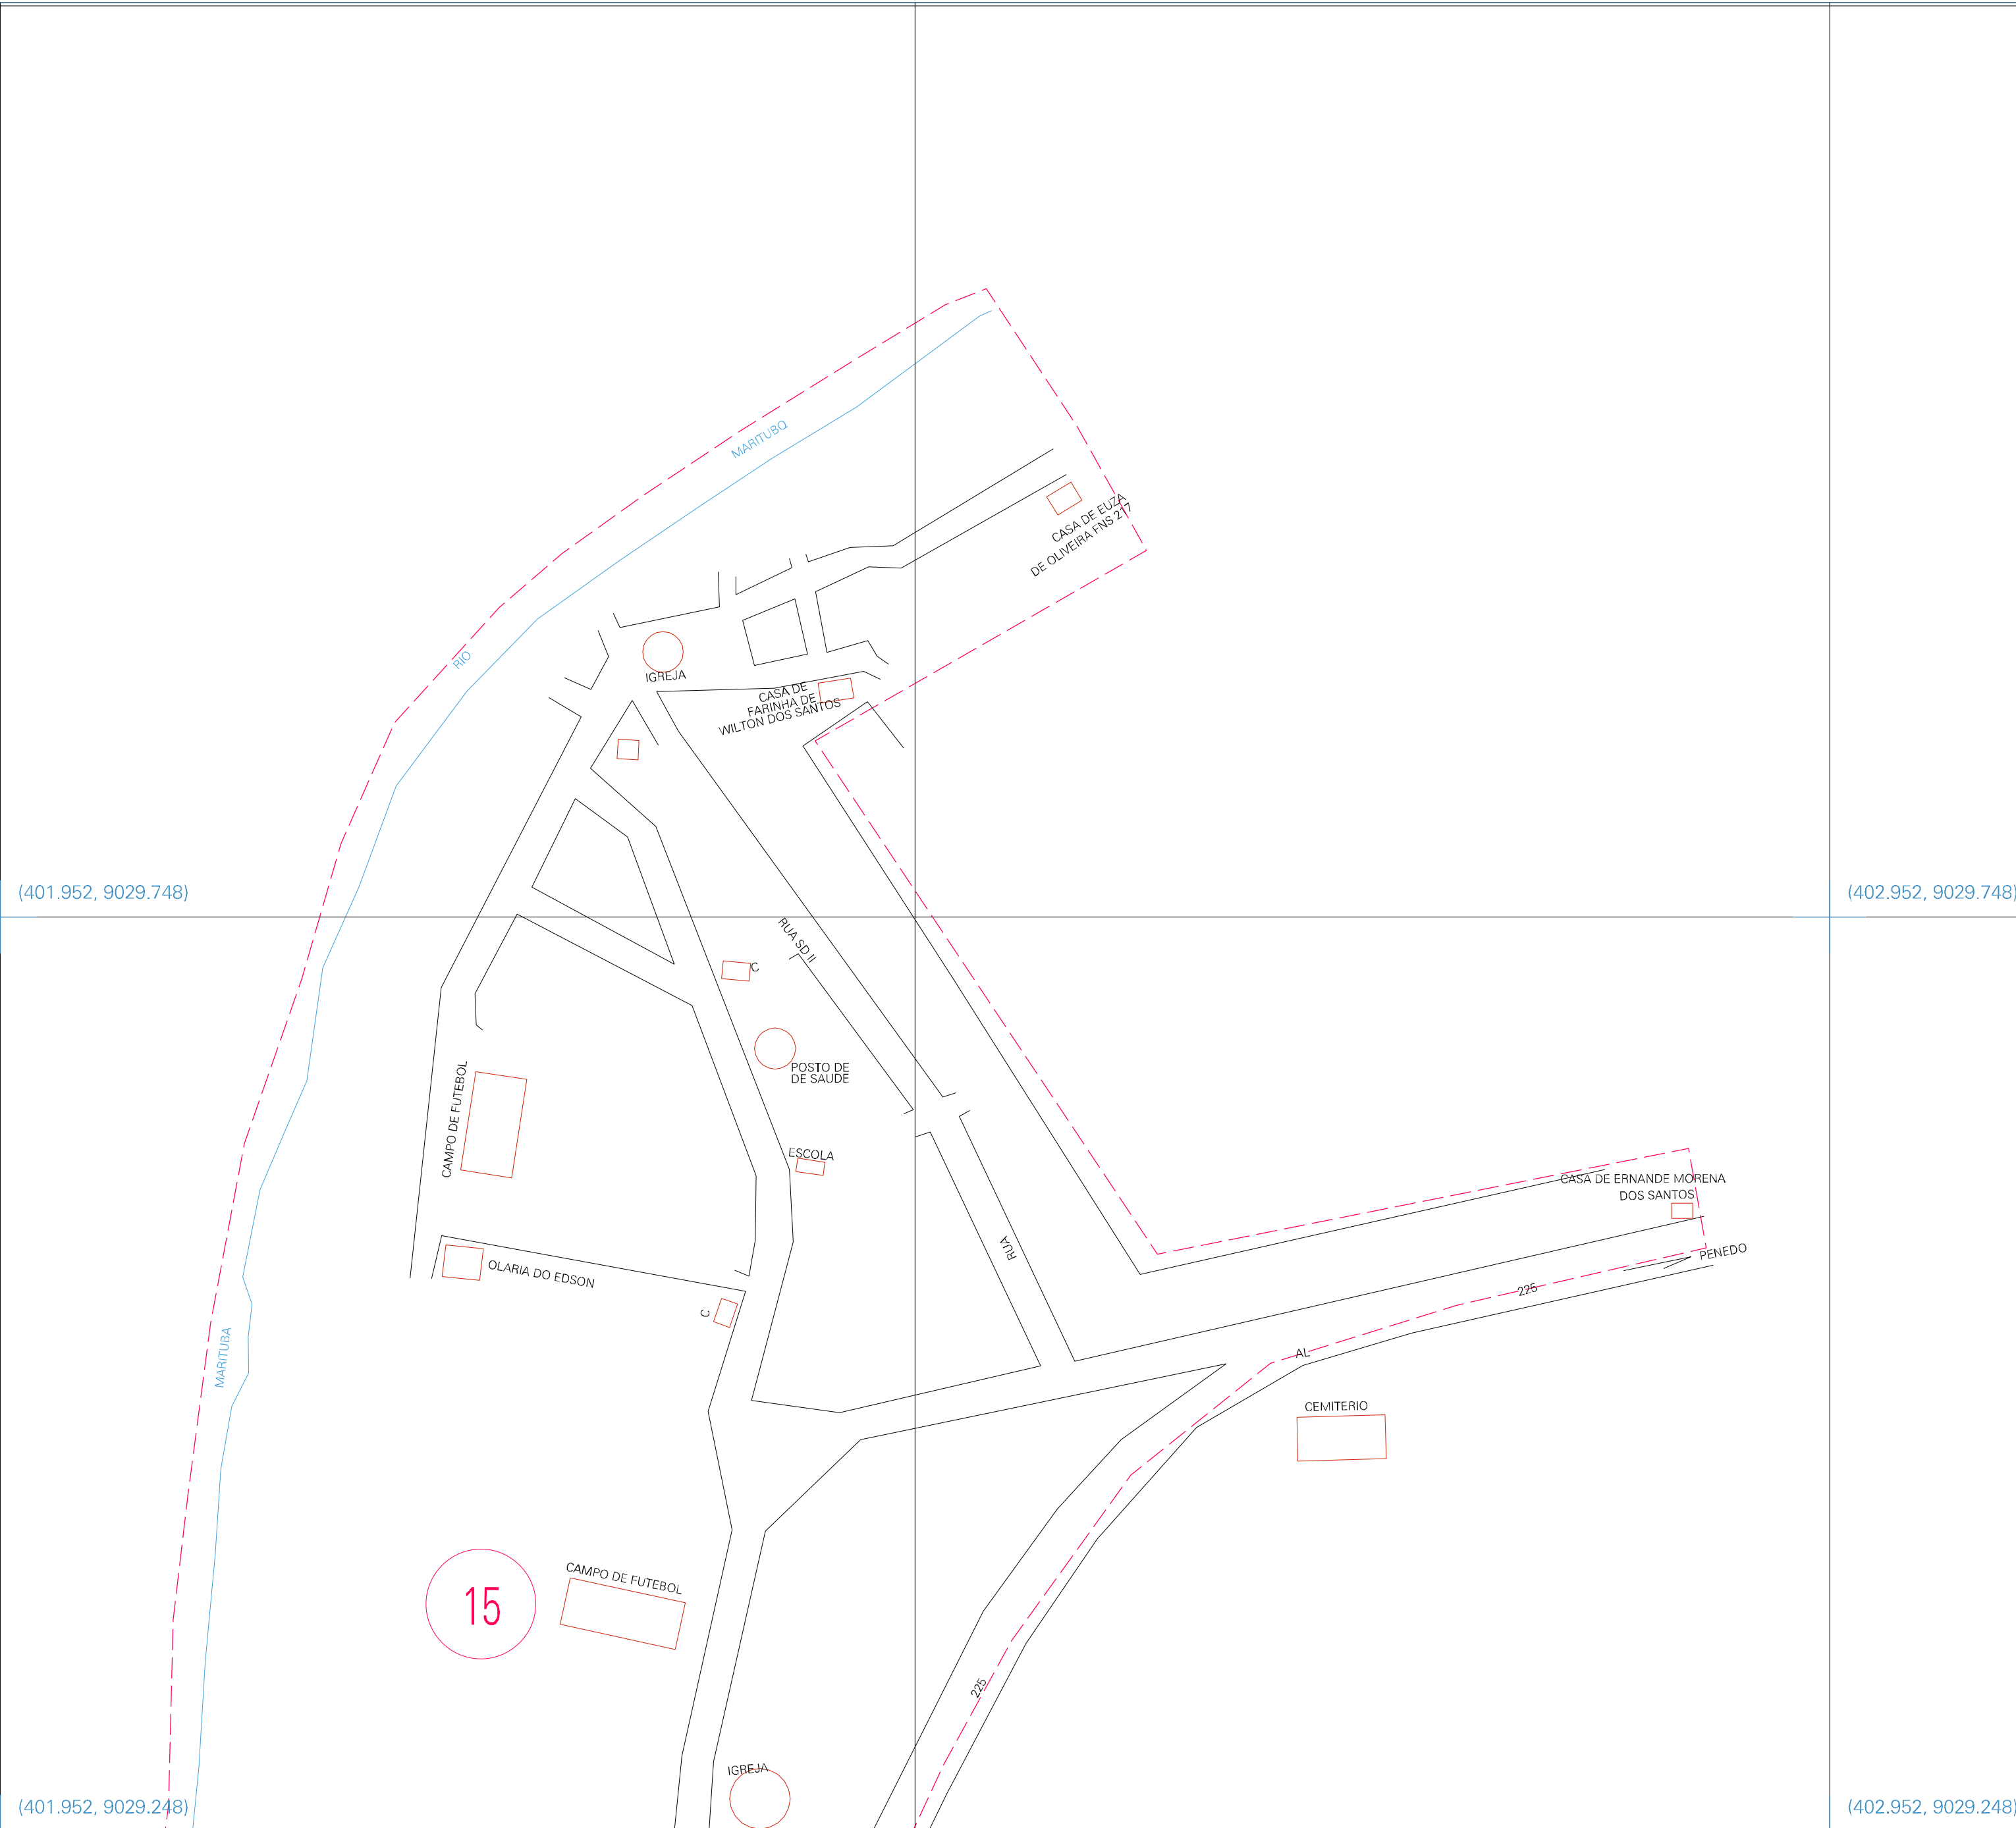 MARITUBQ
CASA DE EUZA
DE OLIVEIRA FNS 217
RIO
IGREJA
CASA DE
FARINHA DE
WILTON DOS SANTOS
(401.952, 9029.748)
(402.952, 9029.748)
RUA SD II
C
POSTO DE
DE SAUDE
CAMPO DE FUTEBOL
ESCOLA
CASA DE ERNANDE MORENA
DOS SANTOS
RUA
PENEDO
OLARIA DO EDSON
225
C
MARITUBA
AL
CEMITERIO
CAMPO DE FUTEBOL
15
225
IGREJA
(401.952, 9029.248)
(402.952, 9029.248)